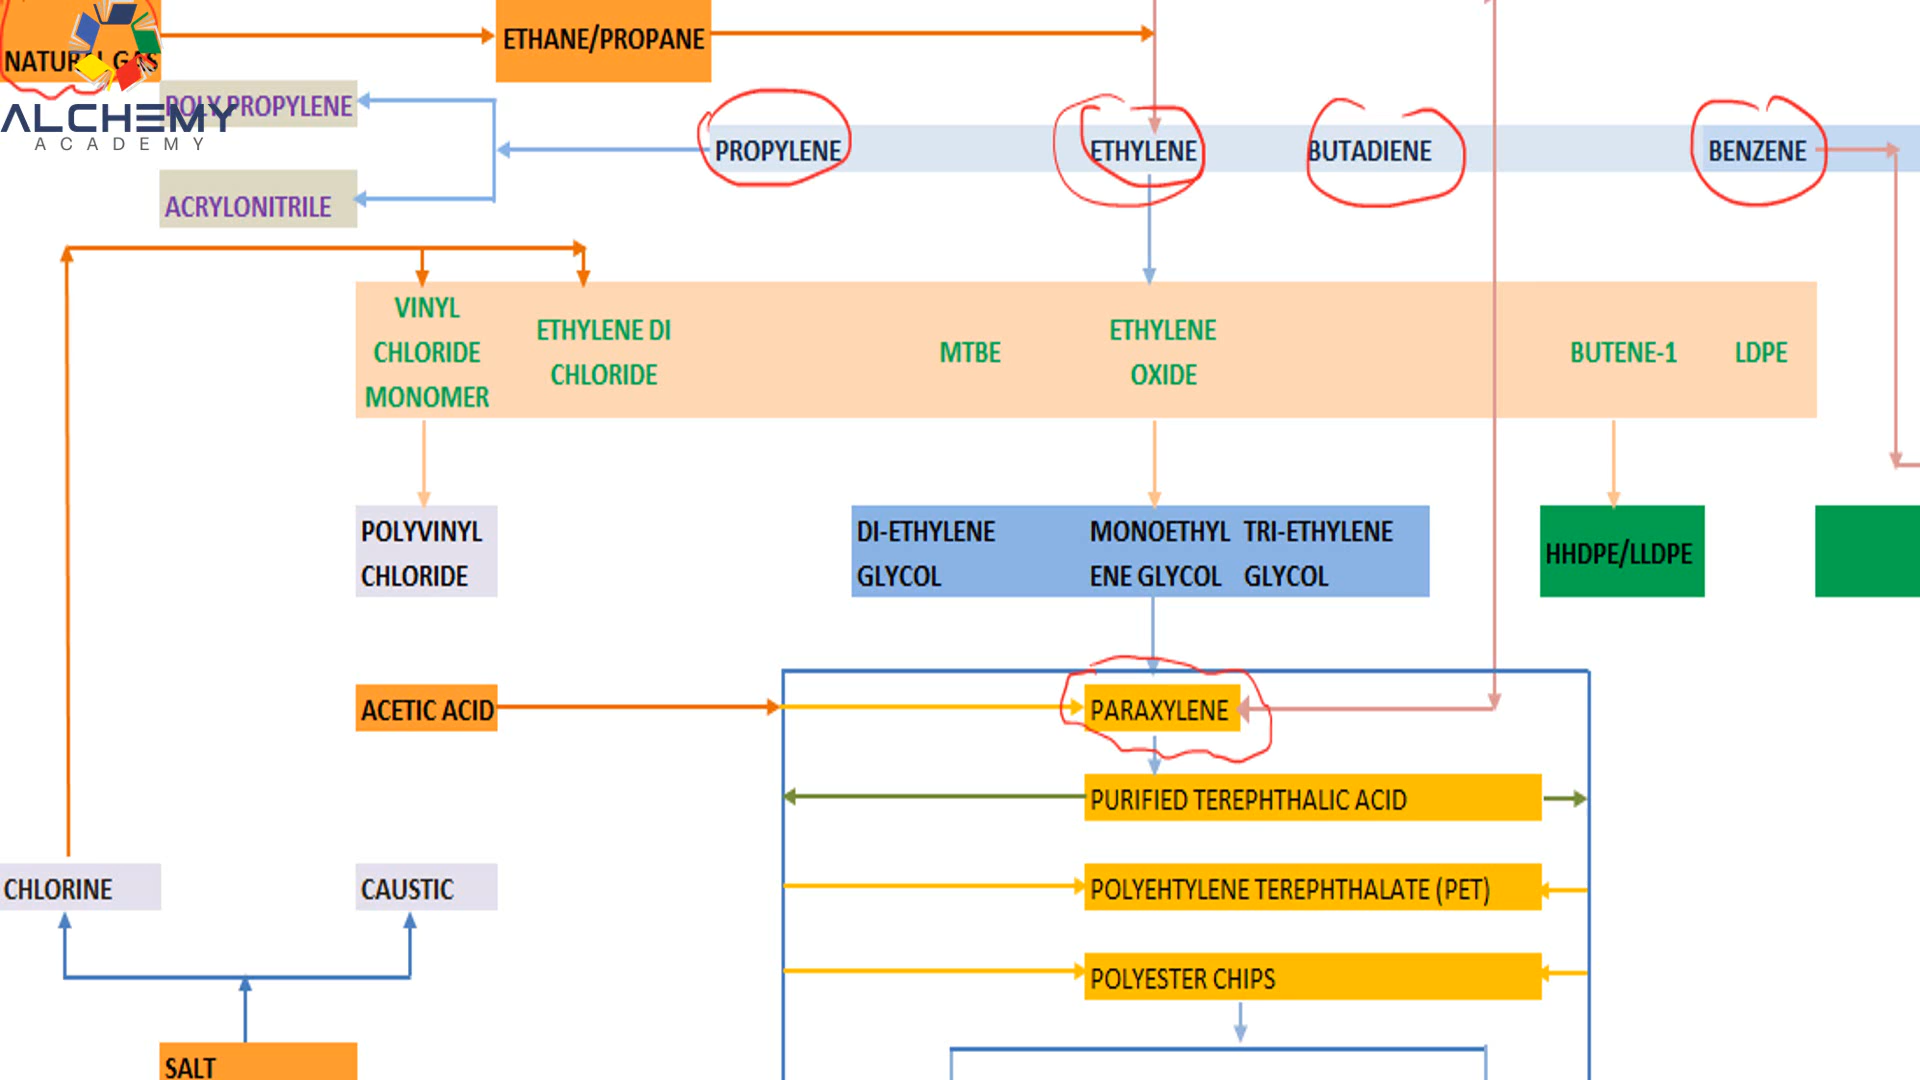 NATURAL GAS
ETHANE/PROPANE
ALCHEMY
ACADEMY
POLY PROPYLENE
PROPYLENE
ETHYLENE
BUTADIENE
BENZENE
ACRYLONITRILE
VINYL
CHLORIDE
MONOMER
ETHYLENE DI
CHLORIDE
MTBE
ETHYLENE
OXIDE
BUTENE-1
LDPE
POLYVINYL
CHLORIDE
DI-ETHYLENE
GLYCOL
MONOETHYL
ENE GLYCOL
TRI-ETHYLENE
GLYCOL
HHDPE/LLDPE
ACETIC ACID
PARAXYLENE
PURIFIED TEREPHTHALIC ACID
CHLORINE
CAUSTIC
POLYEHTYLENE TEREPHTHALATE (PET)
POLYESTER CHIPS
SALT